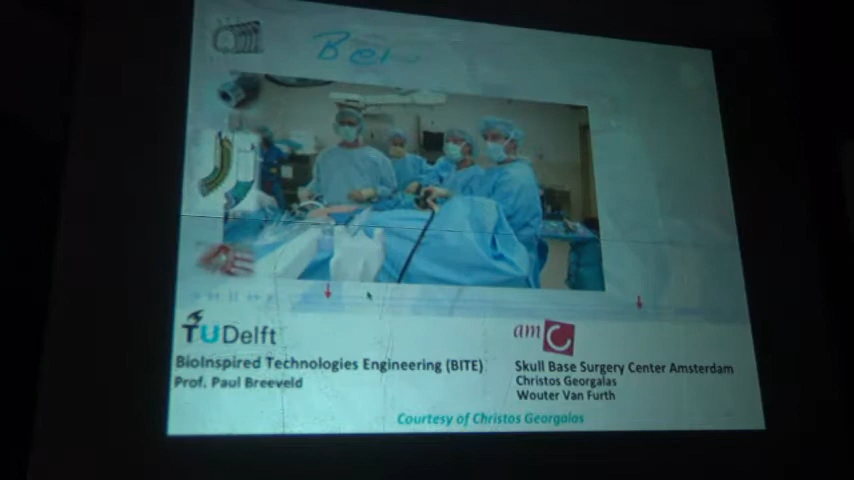 TUDelft
BioInspired Technologies Engineering (BITE)
Prof. Paul Breeveld
amc
Skull Base Surgery Center Amsterdam
Christos Georgalas
Wouter Van Furth
Courtesy of Christos Georgalas